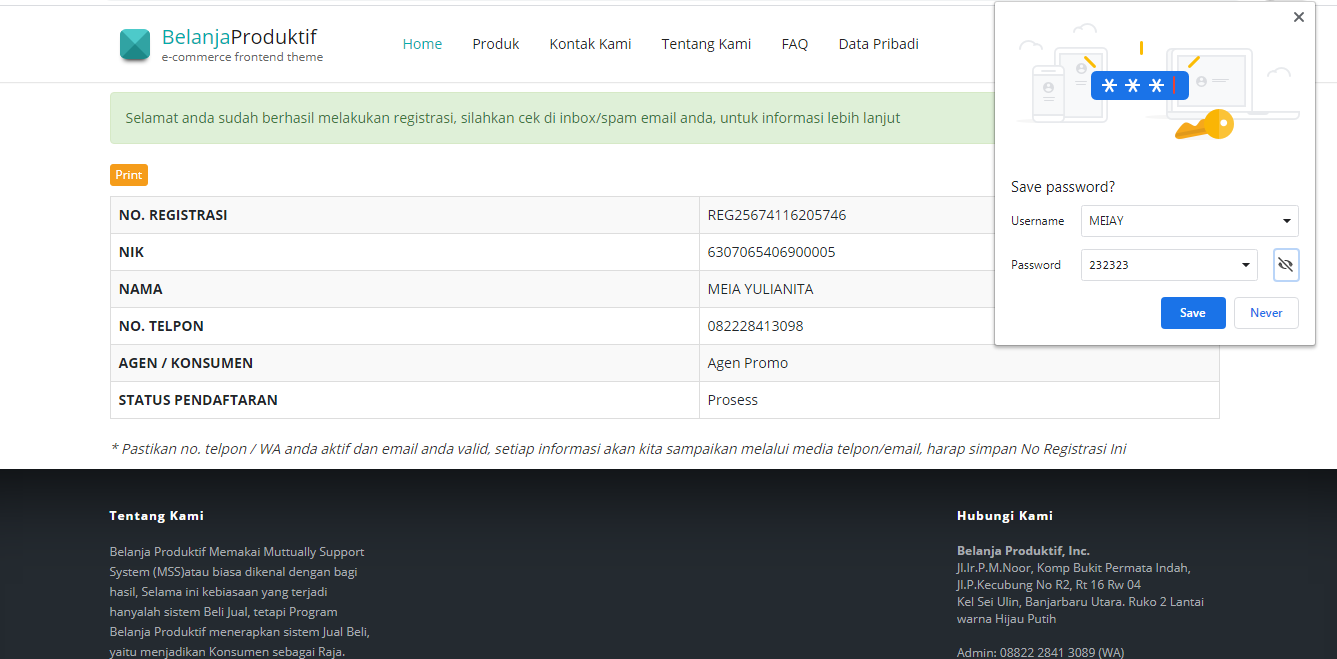 BelanjaProduktif
e-commerce frontend theme
Home
Produk
Kontak Kami
Tentang Kami
FAQ
Data Pribadi
Selamat anda sudah berhasil melakukan registrasi, silahkan cek di inbox/spam email anda, untuk informasi lebih lanjut
Print
NO. REGISTRASI REG25674116205746
NIK 6307065406900005
NAMA MEIA YULIANITA
NO. TELPON 082228413098
AGEN / KONSUMEN Agen Promo
STATUS PENDAFTARAN Prosess
* Pastikan no. telpon / WA anda aktif dan email anda valid, setiap informasi akan kita sampaikan melalui media telpon/email, harap simpan No Registrasi Ini
***
Save password?
Username MEIAY
Password 232323
Save
Never
Tentang Kami
Belanja Produktif Memakai Muttually Support
System (MSS)atau biasa dikenal dengan bagi
hasil, Selama ini kebiasaan yang terjadi
hanyalah sistem Beli Jual, tetapi Program
Belanja Produktif menerapkan sistem Jual Beli,
yaitu menjadikan Konsumen sebagai Raja.
Hubungi Kami
Belanja Produktif, Inc.
Jl.Ir.P.M.Noor, Komp Bukit Permata Indah,
Jl.P.Kecubung No R2, Rt 16 Rw 04
Kel Sei Ulin, Banjarbaru Utara. Ruko 2 Lantai
warna Hijau Putih
Admin: 08822 2841 3089 (WA)